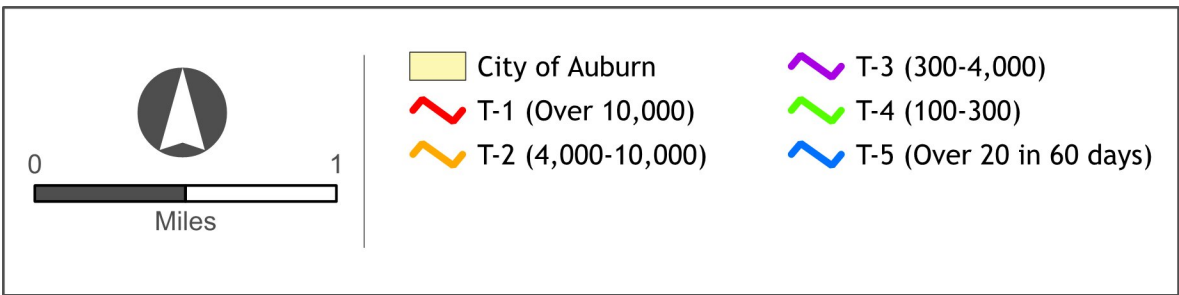 0 1
Miles
City of Auburn
T-1 (Over 10,000)
T-2 (4,000-10,000)
T-3 (300-4,000)
T-4 (100-300)
T-5 (Over 20 in 60 days)